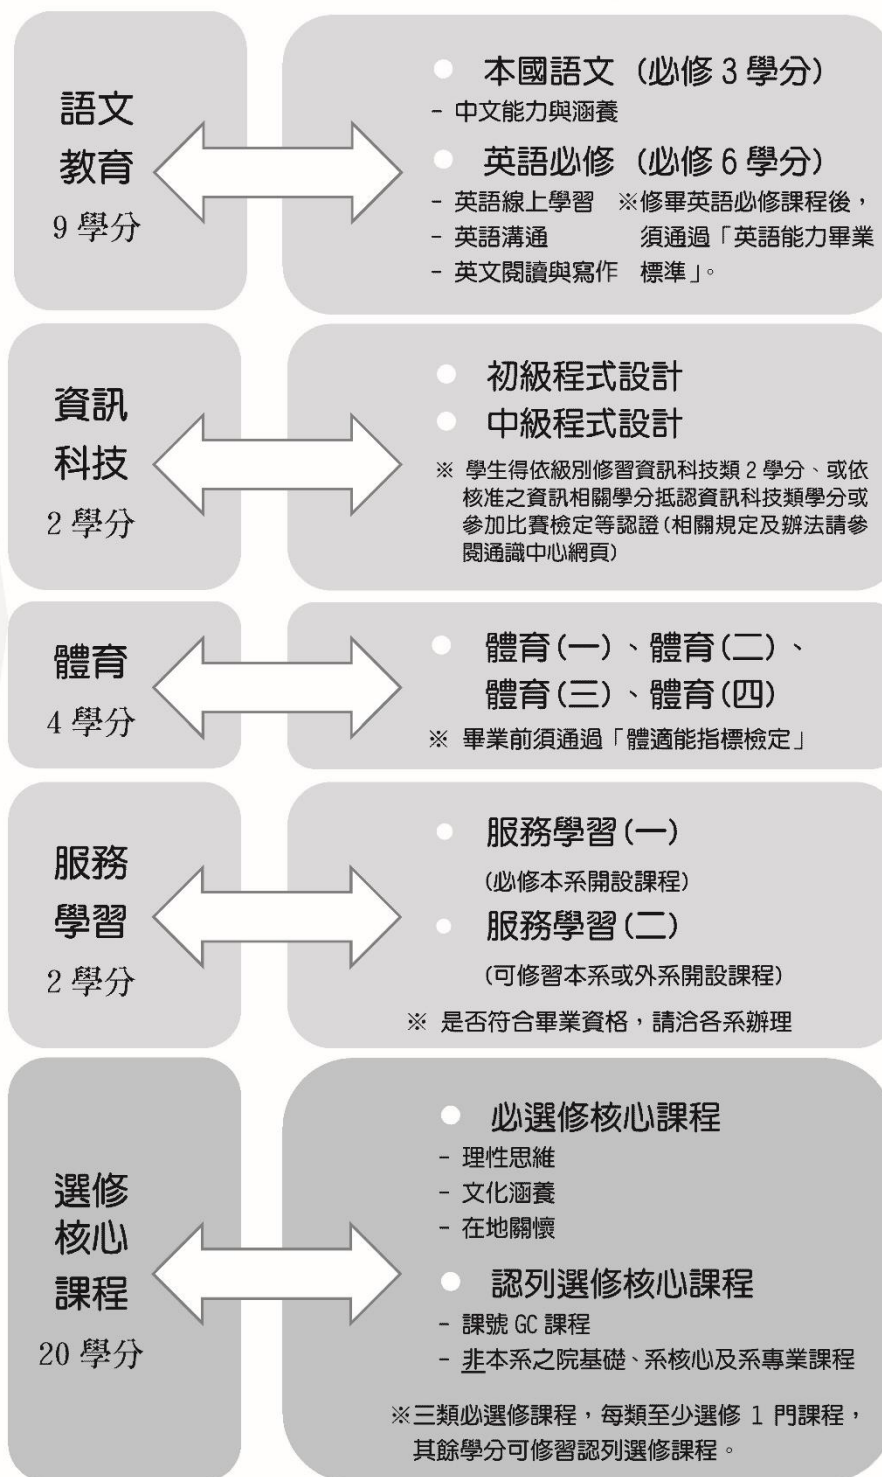 語文
教育
9 學分
● 本國語文 (必修 3 學分)
- 中文能力與涵養
● 英語必修 (必修 6 學分)
- 英語線上學習 ※修畢英語必修課程後，
- 英語溝通 須通過「英語能力畢業
- 英文閱讀與寫作 標準」。
資訊
科技
2 學分
● 初級程式設計
● 中級程式設計
※ 學生得依級別修習資訊科技類 2 學分、或依
核准之資訊相關學分抵認資訊科技類學分或
參加比賽檢定等認證(相關規定及辦法請參
閱通識中心網頁)
體育
4 學分
● 體育(一)、體育(二)、
體育(三)、體育(四)
※ 畢業前須通過「體適能指標檢定」
服務
學習
2 學分
● 服務學習(一)
(必修本系開設課程)
● 服務學習(二)
(可修習本系或外系開設課程)
※ 是否符合畢業資格，請洽各系辦理
選修
核心
課程
20 學分
● 必選修核心課程
- 理性思維
- 文化涵養
- 在地關懷
● 認列選修核心課程
- 課號 GC 課程
- 非本系之院基礎、系核心及系專業課程
※三類必選修課程，每類至少選修 1 門課程，
其餘學分可修習認列選修課程。